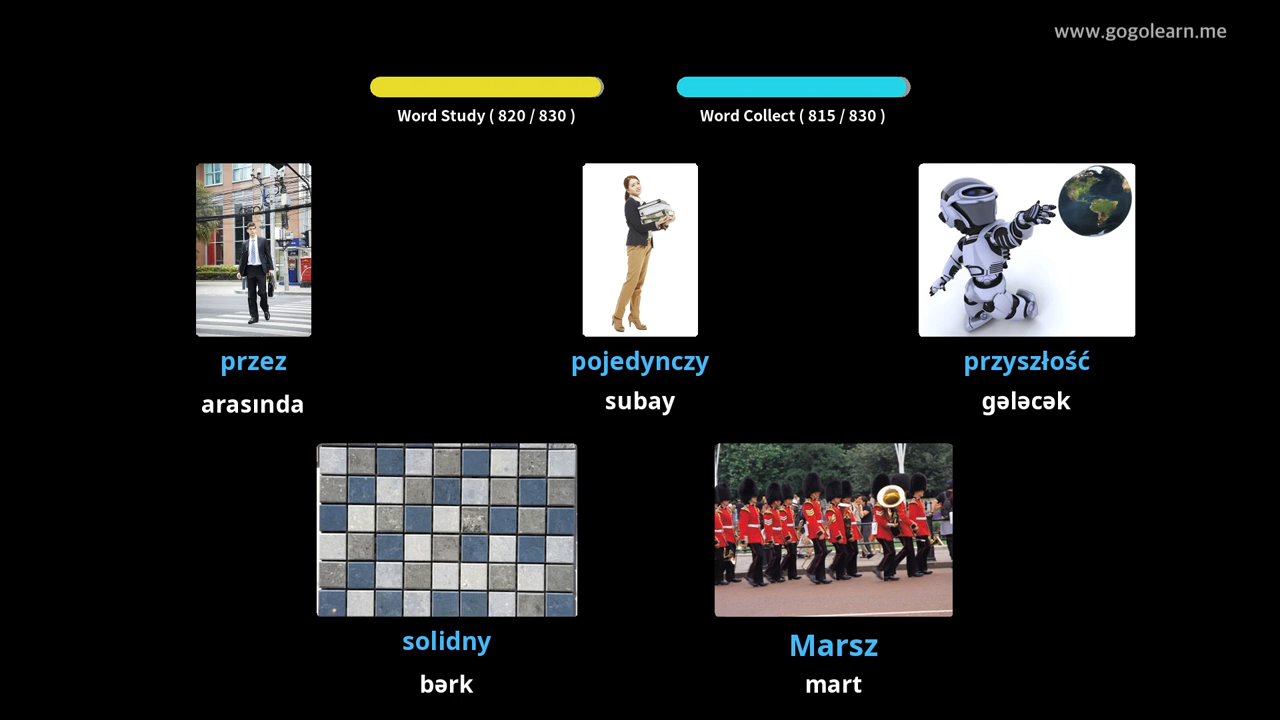 www.gogolearn.me
Word Study ( 820 / 830 )
Word Collect ( 815 / 830 )
przez
arasında
pojedynczy
subay
przyszłość
gələcək
solidny
bərk
Marsz
mart